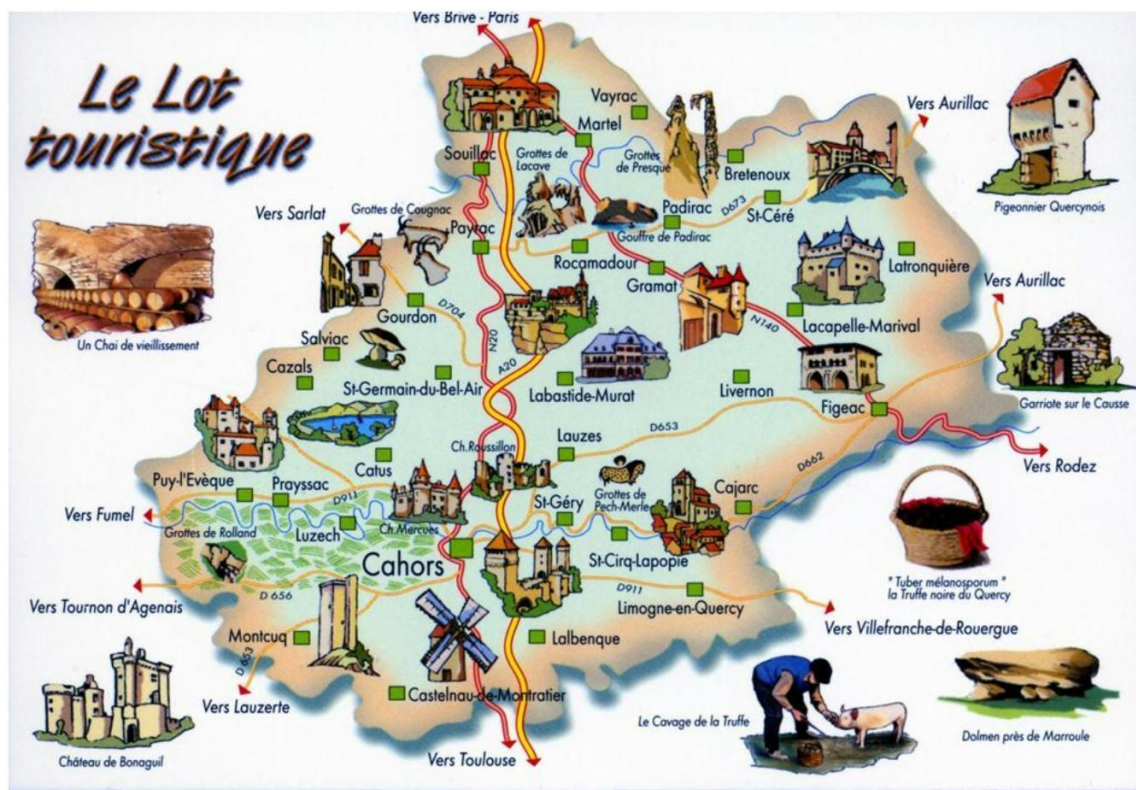 Vers Brive - Paris
Le Lot
touristique
Vayrac
Martel
Vers Aurillac
Souillac
Grottes de
Lacave
Grottes
de Presque
Bretenoux
Padirac
D673
St-Céré
Pigeonnier Quercynois
Vers Sarlat
Grottes de Cougnac
Payrac
Gouffre de Padirac
Rocamadour
Gramat
Latronquière
Vers Aurillac
Un Chai de vieillissement
Gourdon
D704
N20
A20
N140
Lacapelle-Marival
Salviac
Cazals
St-Germain-du-Bel-Air
Labastide-Murat
Livernon
Figeac
Gariote sur le Causse
Ch.Roussillon
Lauzes
D653
D662
Vers Rodez
Catus
Puy-l'Evèque
Prayssac
D911
St-Géry
Grottes de
Pech-Merle
Cajarc
Vers Fumel
Grottes de Rolland
Luzech
Ch.Mercuès
Cahors
St-Cirq-Lapopie
" Tuber mélanosporum "
la Truffe noire du Quercy
Vers Tournon d'Agenais
D 656
D911
Limogne-en-Quercy
Vers Villefranche-de-Rouergue
Montcuq
D 653
Lalbenque
Vers Lauzerte
Castelnau-de-Montratier
Le Cavage de la Truffe
Dolmen près de Marroule
Château de Bonaguil
Vers Toulouse